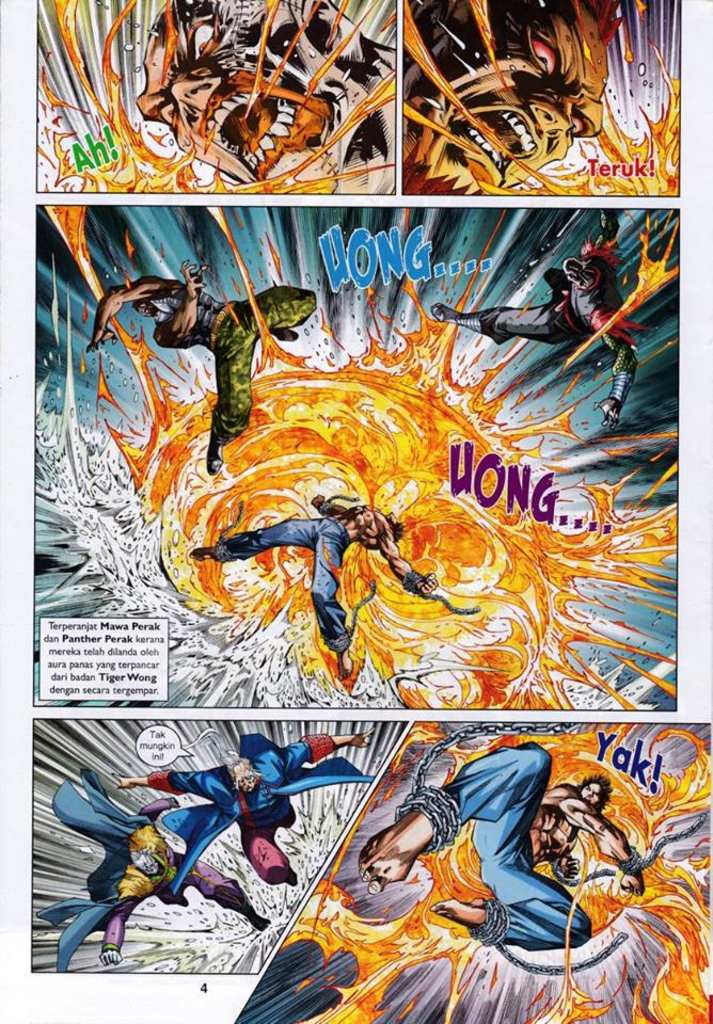 Ah!
Teruk!
UONG....
UONG....
Terperanjat Mawa Perak
dan Panther Perak kerana
mereka telah dilanda oleh
aura panas yang terpancar
dari badan Tiger Wong
dengan secara tergempar.
Tak
mungkin
ini!
Yak!
4